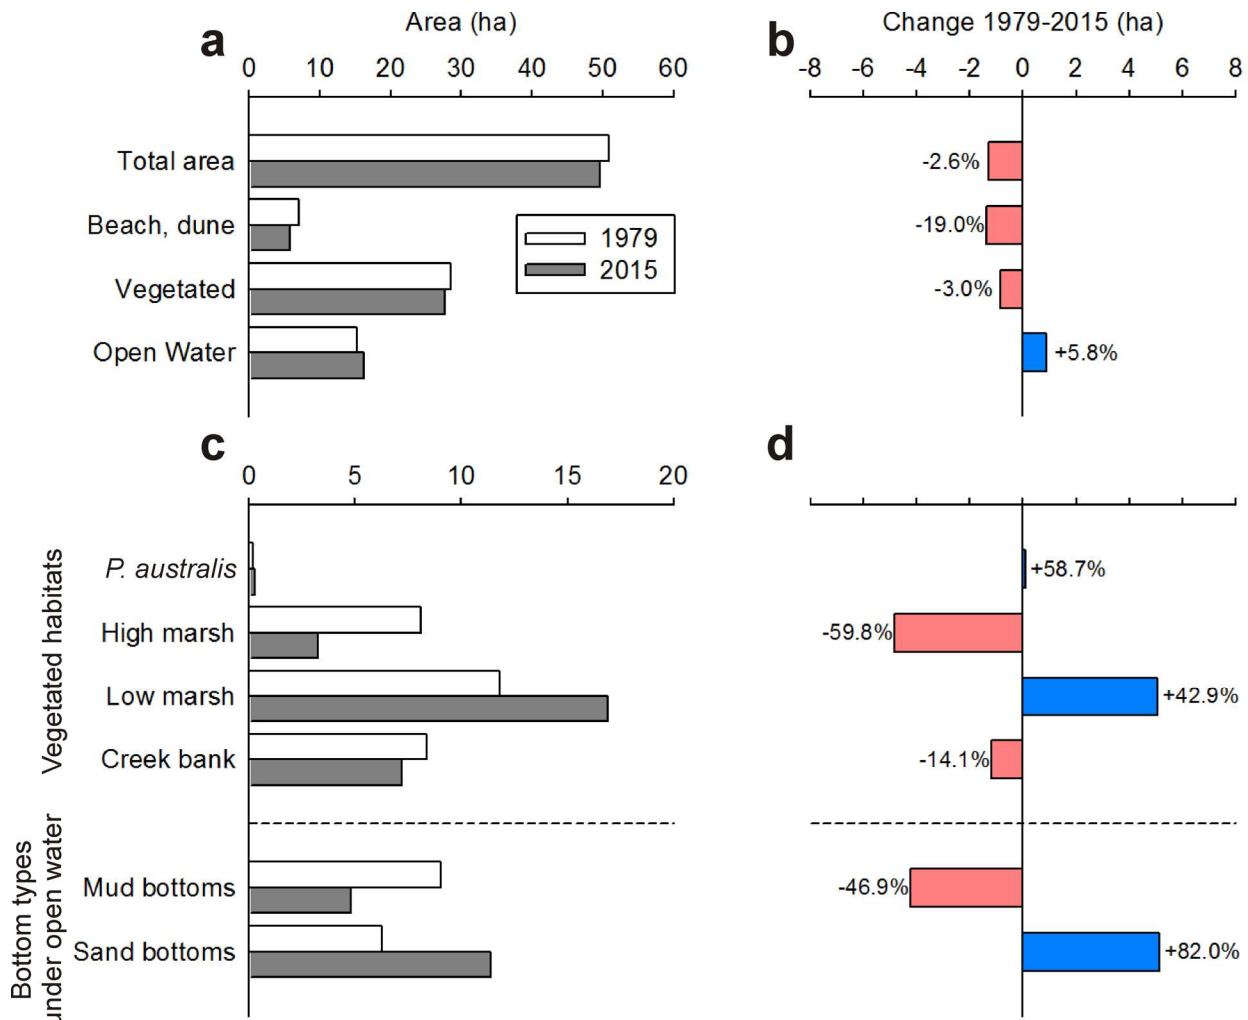 a
Area (ha)
0 10 20 30 40 50 60
Total area
Beach, dune
Vegetated
Open Water
1979
2015
b
Change 1979-2015 (ha)
-8 -6 -4 -2 0 2 4 6 8
-2.6%
-19.0%
-3.0%
+5.8%
c
0 5 10 15 20
Vegetated habitats
P. australis
High marsh
Low marsh
Creek bank
Bottom types
under open water
Mud bottoms
Sand bottoms
d
+58.7%
-59.8%
+42.9%
-14.1%
-46.9%
+82.0%